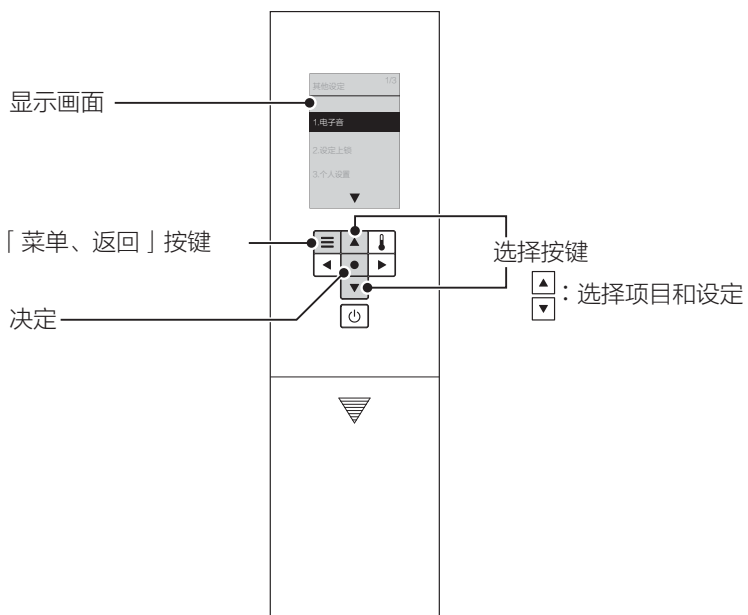 其他设定 1/3
显示画面
1.电子音
2.设定上锁
3.个人设置
「菜单、返回」按键
选择按键
▲
▼:选择项目和设定
决定